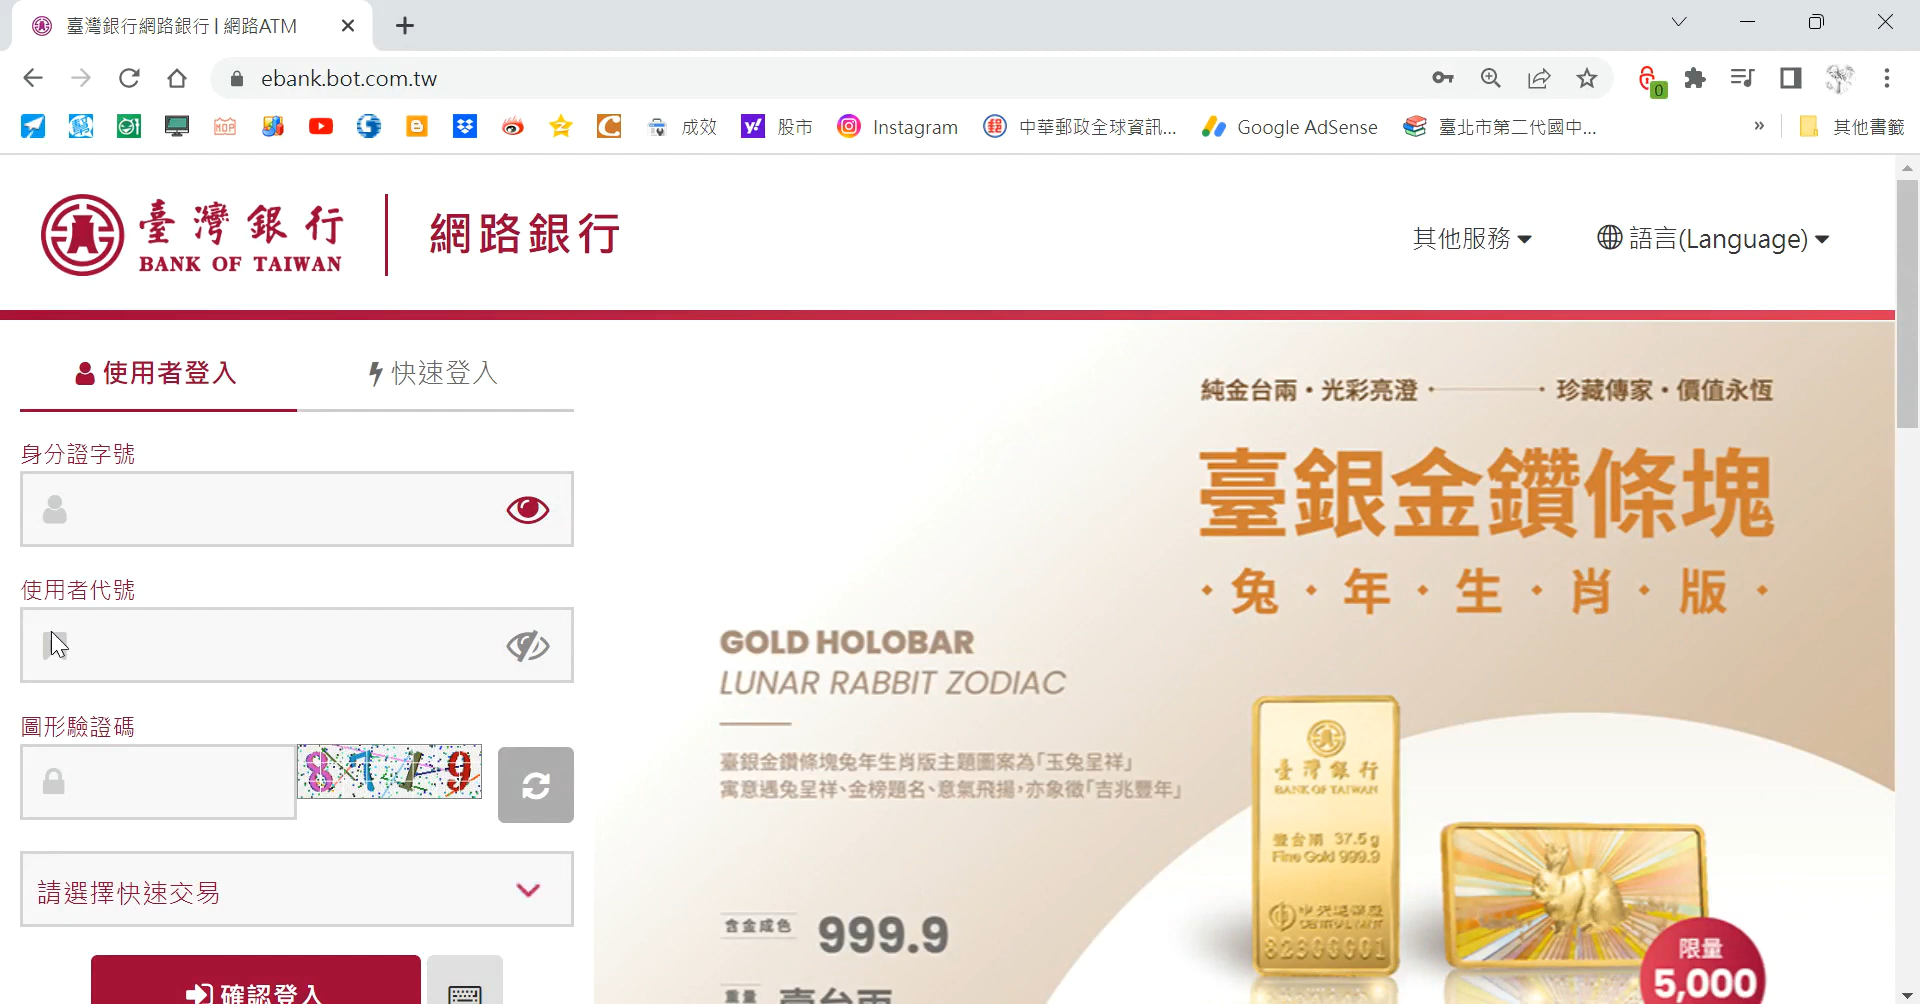 臺灣銀行網路銀行 | 網路ATM
ebank.bot.com.tw
0
MOP
成效
股市
Instagram
中華郵政全球資訊...
Google AdSense
臺北市第二代國中...
»
其他書籤
臺灣銀行
BANK OF TAIWAN
網路銀行
其他服務
語言(Language)
使用者登入
快速登入
身分證字號
使用者代號
圖形驗證碼
請選擇快速交易
確認登入
純金台兩・光彩亮澄・
・珍藏傳家・價值永恆
臺銀金鑽條塊
・兔・年・生・肖・版・
GOLD HOLOBAR
LUNAR RABBIT ZODIAC
臺銀金鑽條塊兔年生肖版主題圖案為「玉兔呈祥」
寓意遇兔呈祥、金榜題名、意氣飛揚，亦象徵「吉兆豐年」
含金成色 999.9
重量 壹台兩
臺灣銀行
BANK OF TAIWAN
壹台兩 37.5g
Fine Gold 999.9
CENTRAL MINT
限量
5,000